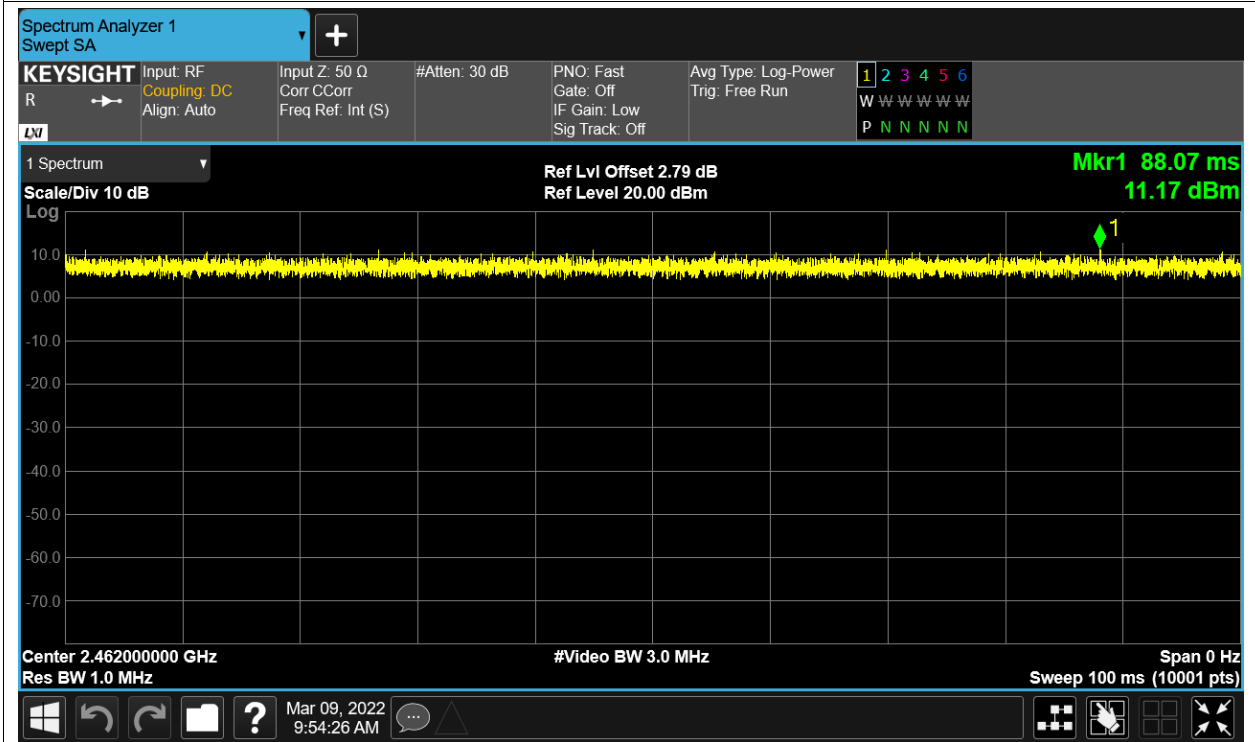 Spectrum Analyzer 1
Swept SA
KEYSIGHT
R
LXI
Input: RF
Coupling: DC
Align: Auto
Input Z: 50 Ω
Corr CCorr
Freq Ref: Int (S)
#Atten: 30 dB
PNO: Fast
Gate: Off
IF Gain: Low
Sig Track: Off
Avg Type: Log-Power
Trig: Free Run
1 2 3 4 5 6
W W W W W W
P N N N N N
1 Spectrum
Scale/Div 10 dB
Ref Lvl Offset 2.79 dB
Ref Level 20.00 dBm
Mkr1 88.07 ms
11.17 dBm
Log
1
10.0
0.00
-10.0
-20.0
-30.0
-40.0
-50.0
-60.0
-70.0
Center 2.462000000 GHz
#Video BW 3.0 MHz
Span 0 Hz
Res BW 1.0 MHz
Sweep 100 ms (10001 pts)
?
Mar 09, 2022
9:54:26 AM